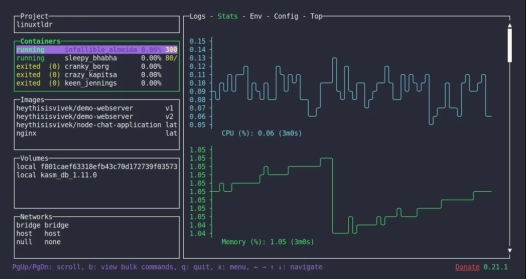 Project
linuxtldr
Containers
running infallible_almeida 0.00% 300
running sleepy_bhabha 0.00% 80/
exited (0) cranky_borg 0.00%
exited (0) crazy_kapitsa 0.00%
exited (0) keen_jennings 0.00%
Images
heythisisvivek/demo-webserver v1
heythisisvivek/demo-webserver v2
heythisisvivek/node-chat-application lat
nginx lat
Volumes
local f801caef63318efb43c70d172739f03573
local kasm_db_1.11.0
Networks
bridge bridge
host host
null none
Logs - Stats - Env - Config - Top
0.15
0.14
0.13
0.12
0.11
0.10
0.09
0.08
0.07
0.06
0.05
CPU (%): 0.06 (3m0s)
1.05
1.05
1.05
1.05
1.05
1.05
1.05
1.05
1.05
1.04
1.04
Memory (%): 1.05 (3m0s)
PgUp/PgDn: scroll, b: view bulk commands, q: quit, x: menu, ← → ↑ ↓: navigate
Donate 0.21.1